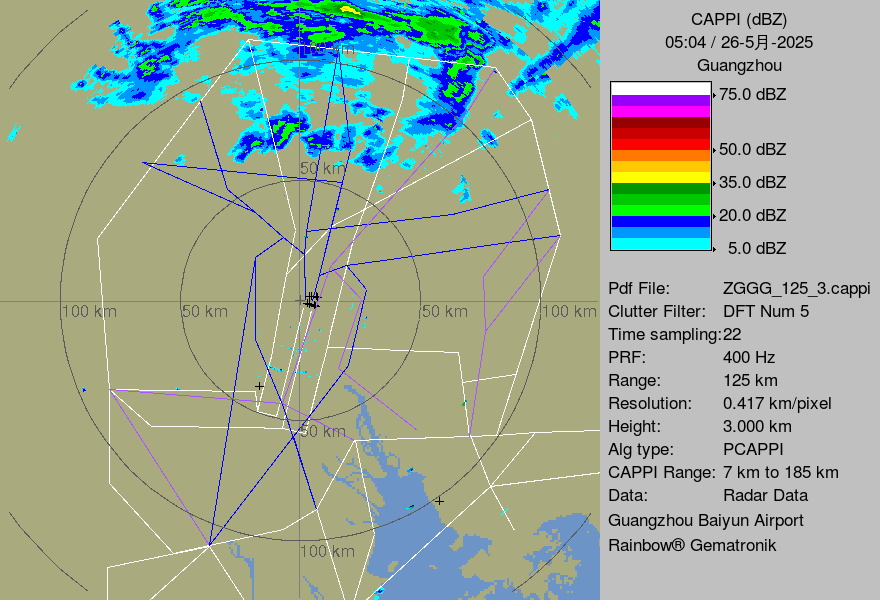 CAPPI (dBZ)
05:04 / 26-5月-2025
Guangzhou
75.0 dBZ
50.0 dBZ
35.0 dBZ
20.0 dBZ
5.0 dBZ
Pdf File: ZGGG_125_3.cappi
Clutter Filter: DFT Num 5
Time sampling:22
PRF: 400 Hz
Range: 125 km
Resolution: 0.417 km/pixel
Height: 3.000 km
Alg type: PCAPPI
CAPPI Range: 7 km to 185 km
Data: Radar Data
Guangzhou Baiyun Airport
Rainbow® Gematronik
50 km
100 km
50 km
50 km
100 km
50 km
100 km